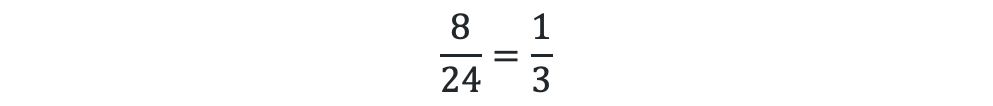 8/24 = 1/3